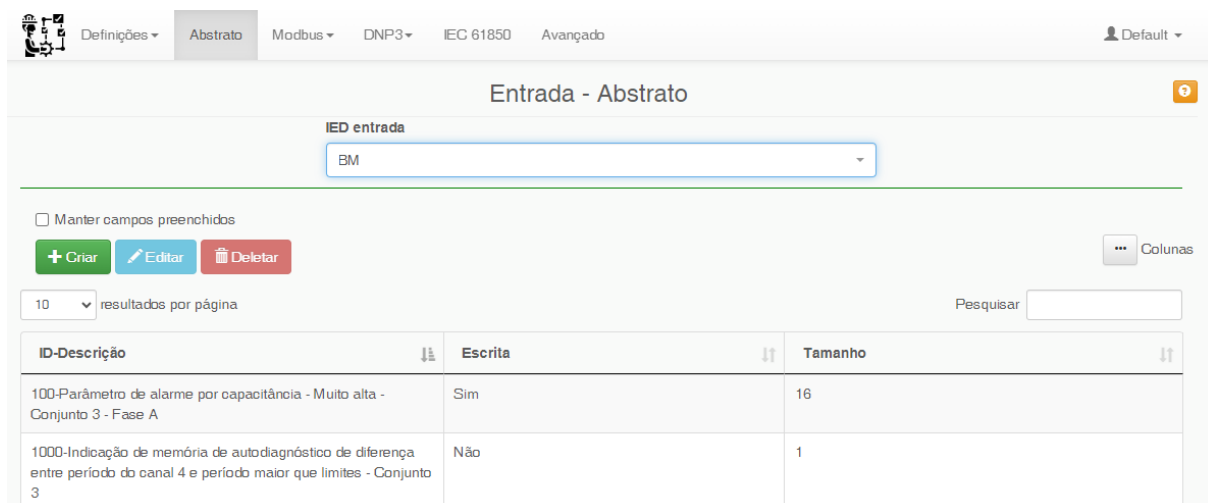 Definições Abstrato Modbus DNP3 IEC 61850 Avançado Default
Entrada - Abstrato
IED entrada
BM
Manter campos preenchidos
Criar Editar Deletar Colunas
10 resultados por página Pesquisar
ID-Descrição Escrita Tamanho
100-Parâmetro de alarme por capacitância - Muito alta - Sim 16
Conjunto 3 - Fase A
1000-Indicação de memória de autodiagnóstico de diferença Não 1
entre período do canal 4 e período maior que limites - Conjunto
3